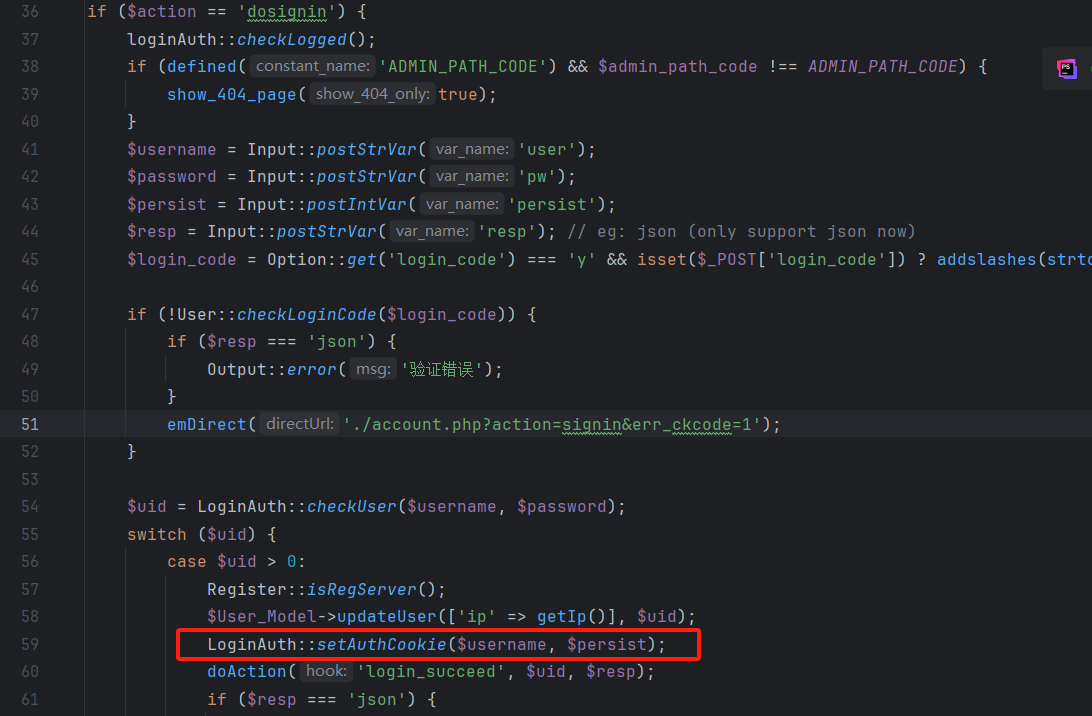 36 if ($action == 'dosignin') {
37 loginAuth::checkLogged();
38 if (defined( constant_name: 'ADMIN_PATH_CODE') && $admin_path_code !== ADMIN_PATH_CODE) {
39 show_404_page( show_404_only: true);
40 }
41 $username = Input::postStrVar( var_name: 'user');
42 $password = Input::postStrVar( var_name: 'pw');
43 $persist = Input::postIntVar( var_name: 'persist');
44 $resp = Input::postStrVar( var_name: 'resp'); // eg: json (only support json now)
45 $login_code = Option::get('login_code') === 'y' && isset($_POST['login_code']) ? addslashes(strto
46
47 if (!User::checkLoginCode($login_code)) {
48 if ($resp === 'json') {
49 Output::error( msg: '验证错误');
50 }
51 emDirect( directUrl: './account.php?action=signin&err_ckcode=1');
52 }
53
54 $uid = LoginAuth::checkUser($username, $password);
55 switch ($uid) {
56 case $uid > 0:
57 Register::isRegServer();
58 $User_Model->updateUser(['ip' => getIp()], $uid);
59 LoginAuth::setAuthCookie($username, $persist);
60 doAction( hook: 'login_succeed', $uid, $resp);
61 if ($resp === 'json') {